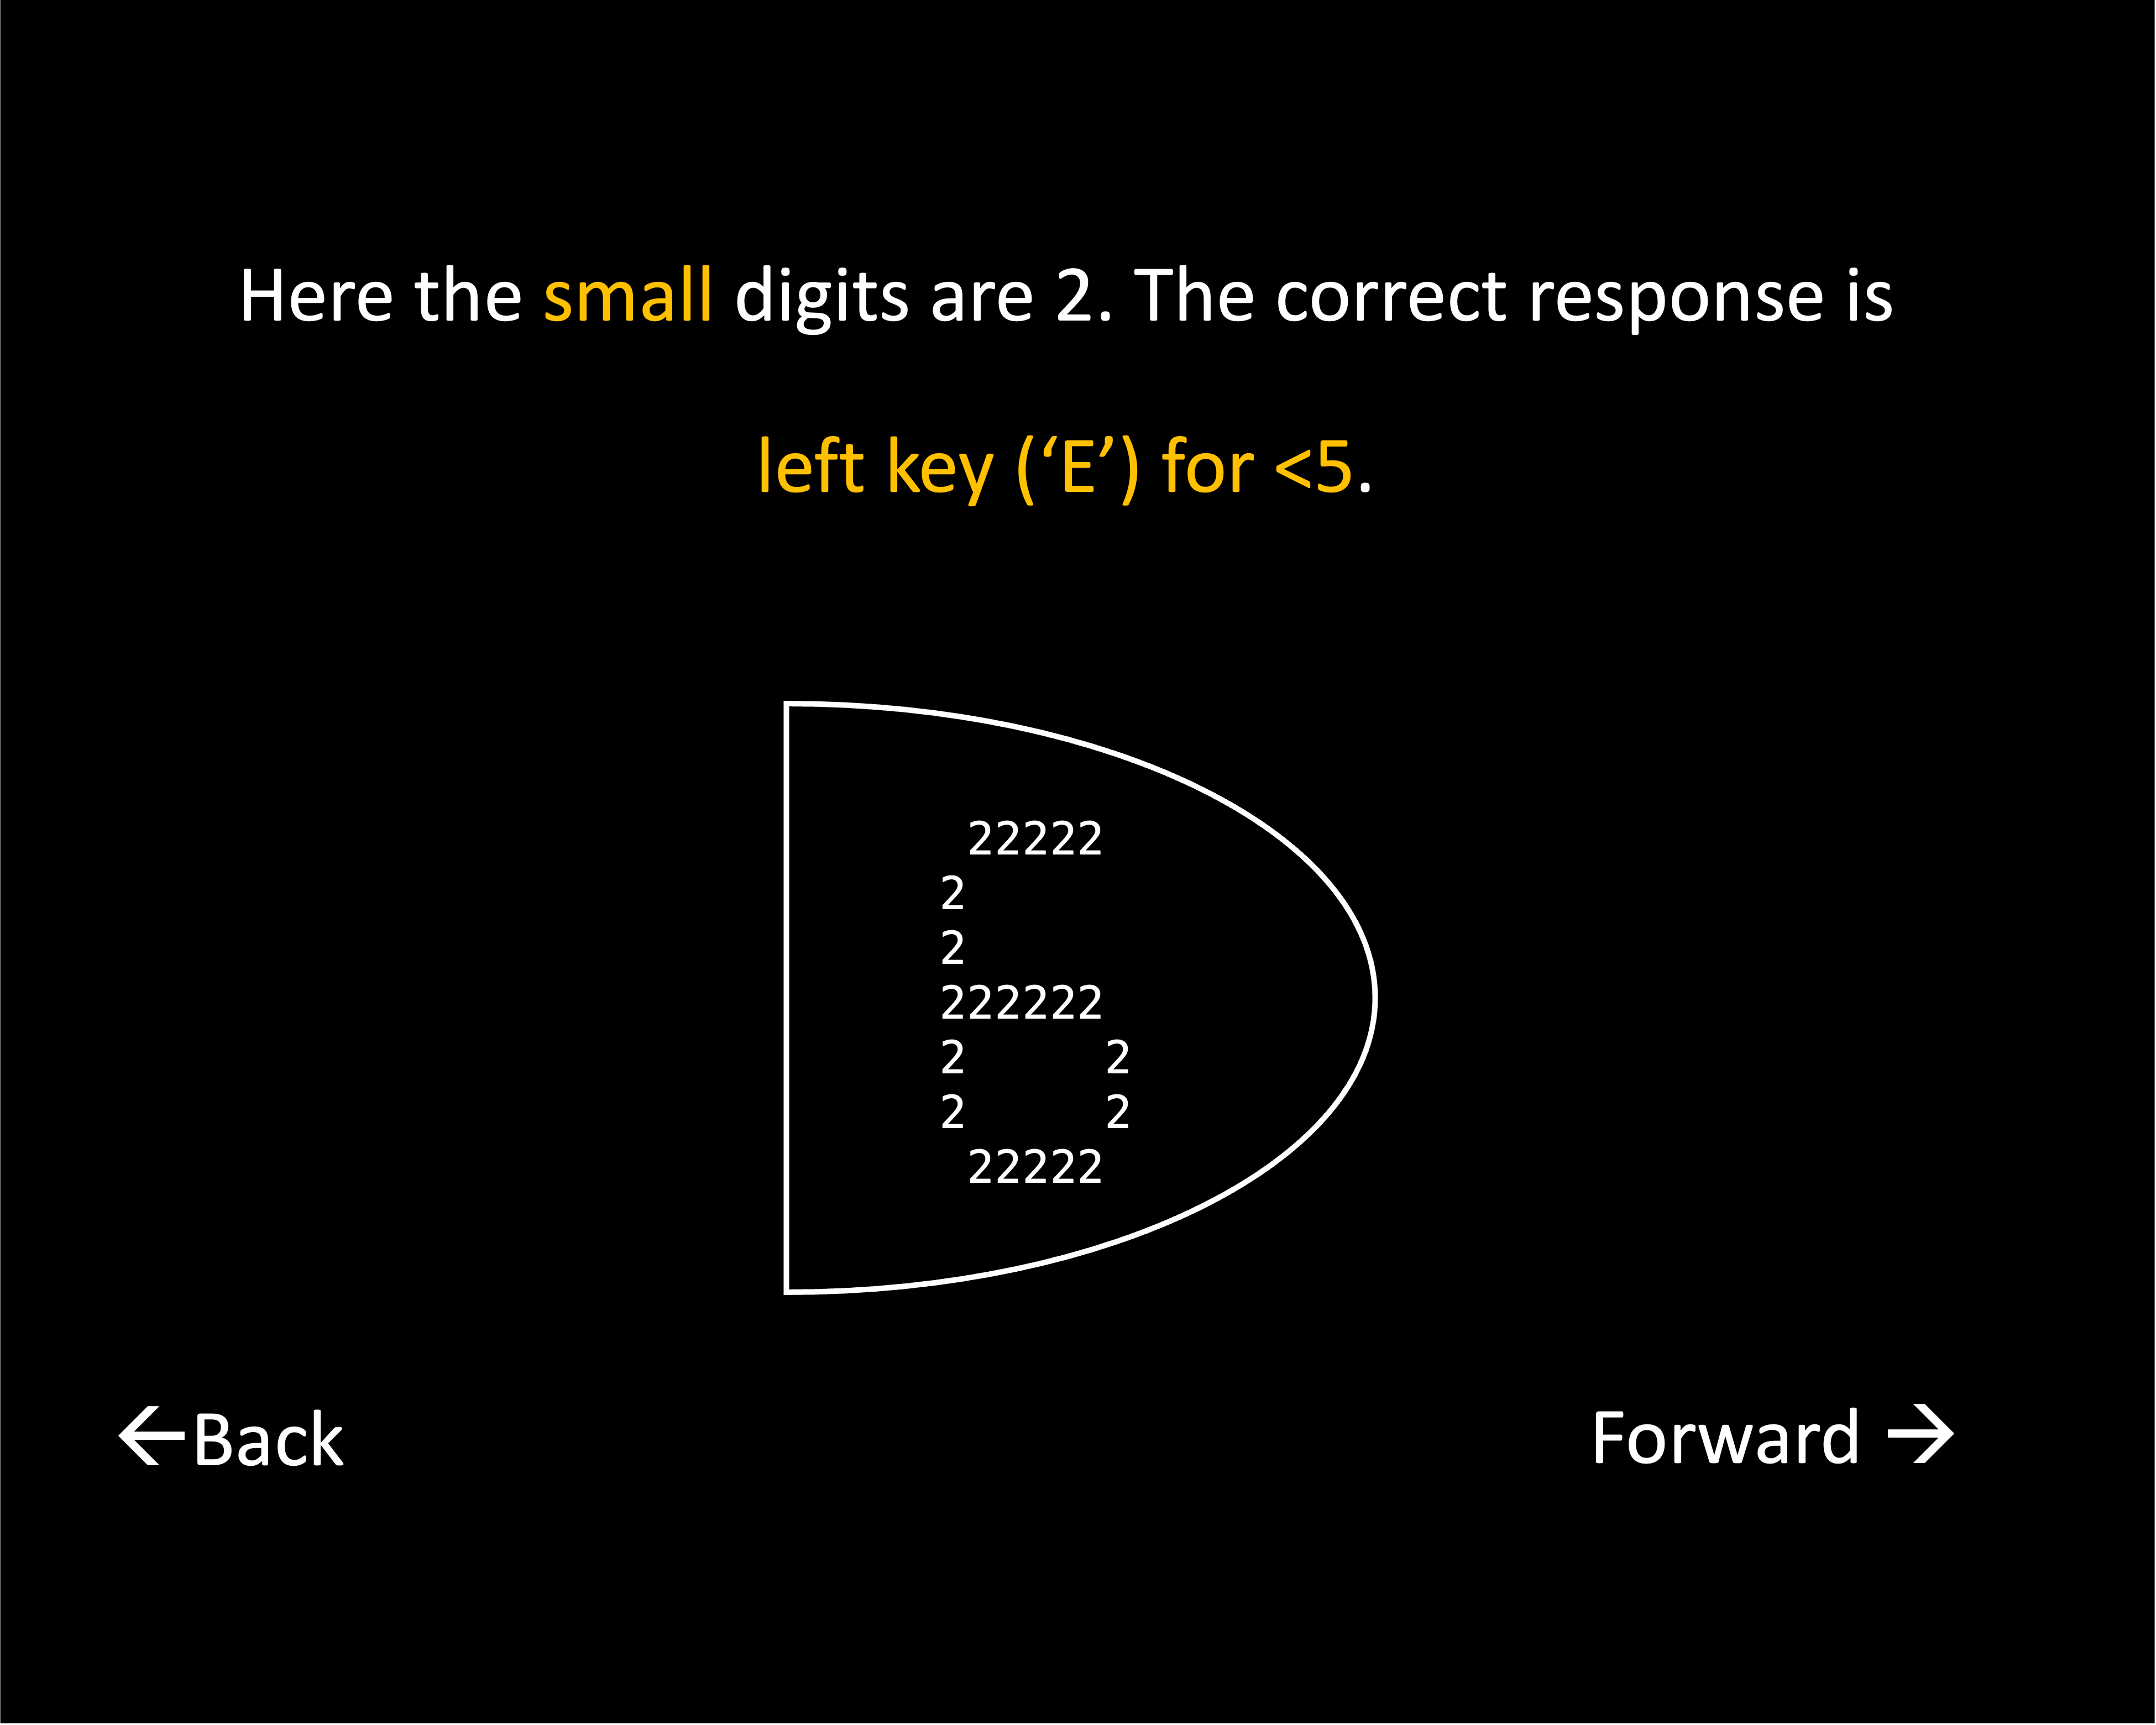 Here the small digits are 2. The correct response is
left key (‘E’) for <5.
22222
2
2
222222
2 2
2 2
22222
←Back
Forward →